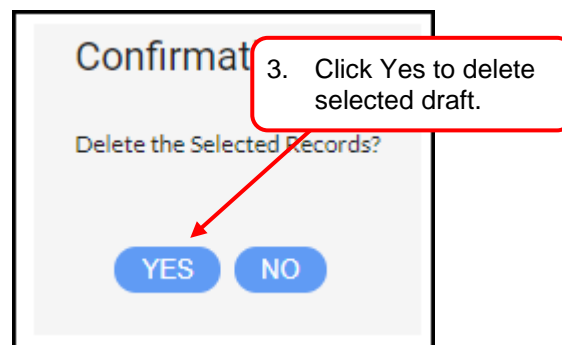 Confirmat
3. Click Yes to delete
selected draft.
Delete the Selected Records?
YES NO